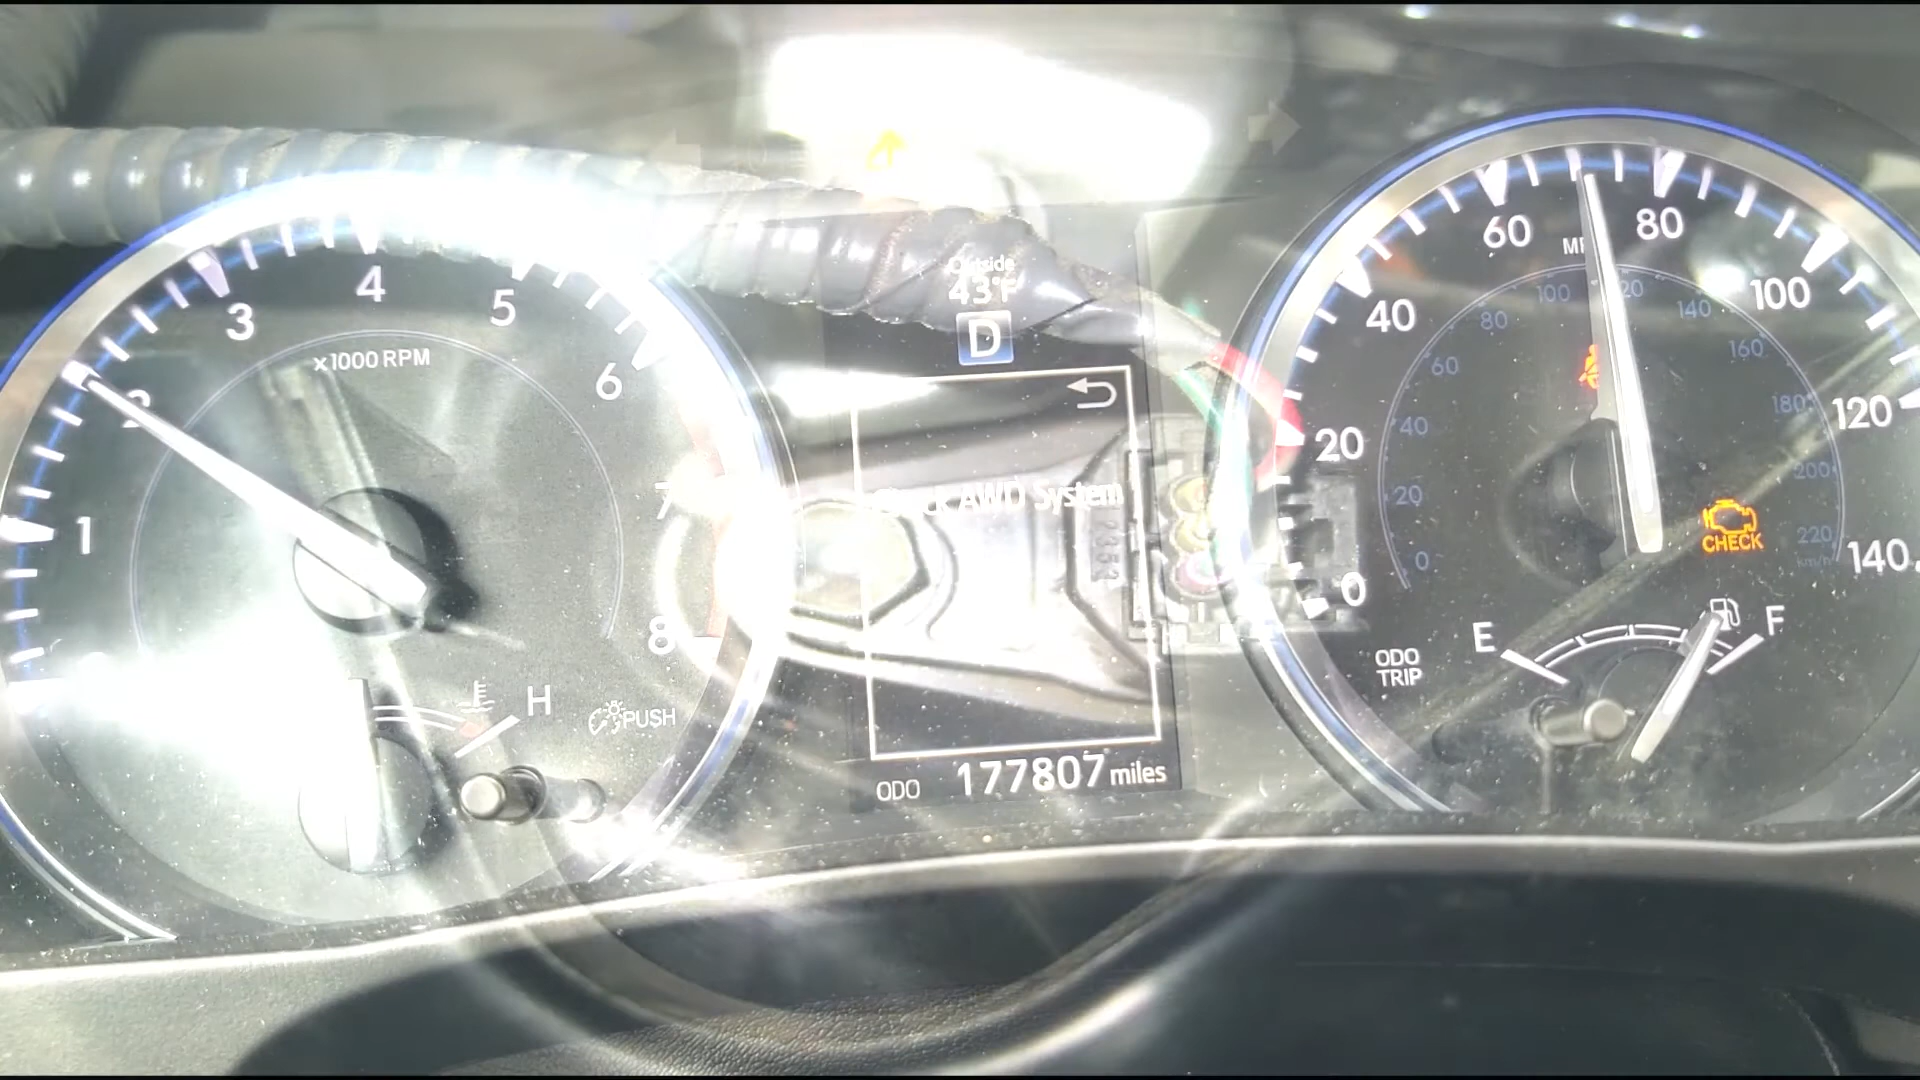 Outside
43°F
D
Check AWD System
ODO 177807 miles
1
2
3
4
5
6
7
8
x1000 RPM
H
PUSH
0
20
40
60
80
100
120
140
0
20
40
60
80
100
140
160
180
200
220
km/h
CHECK
E
F
ODO
TRIP